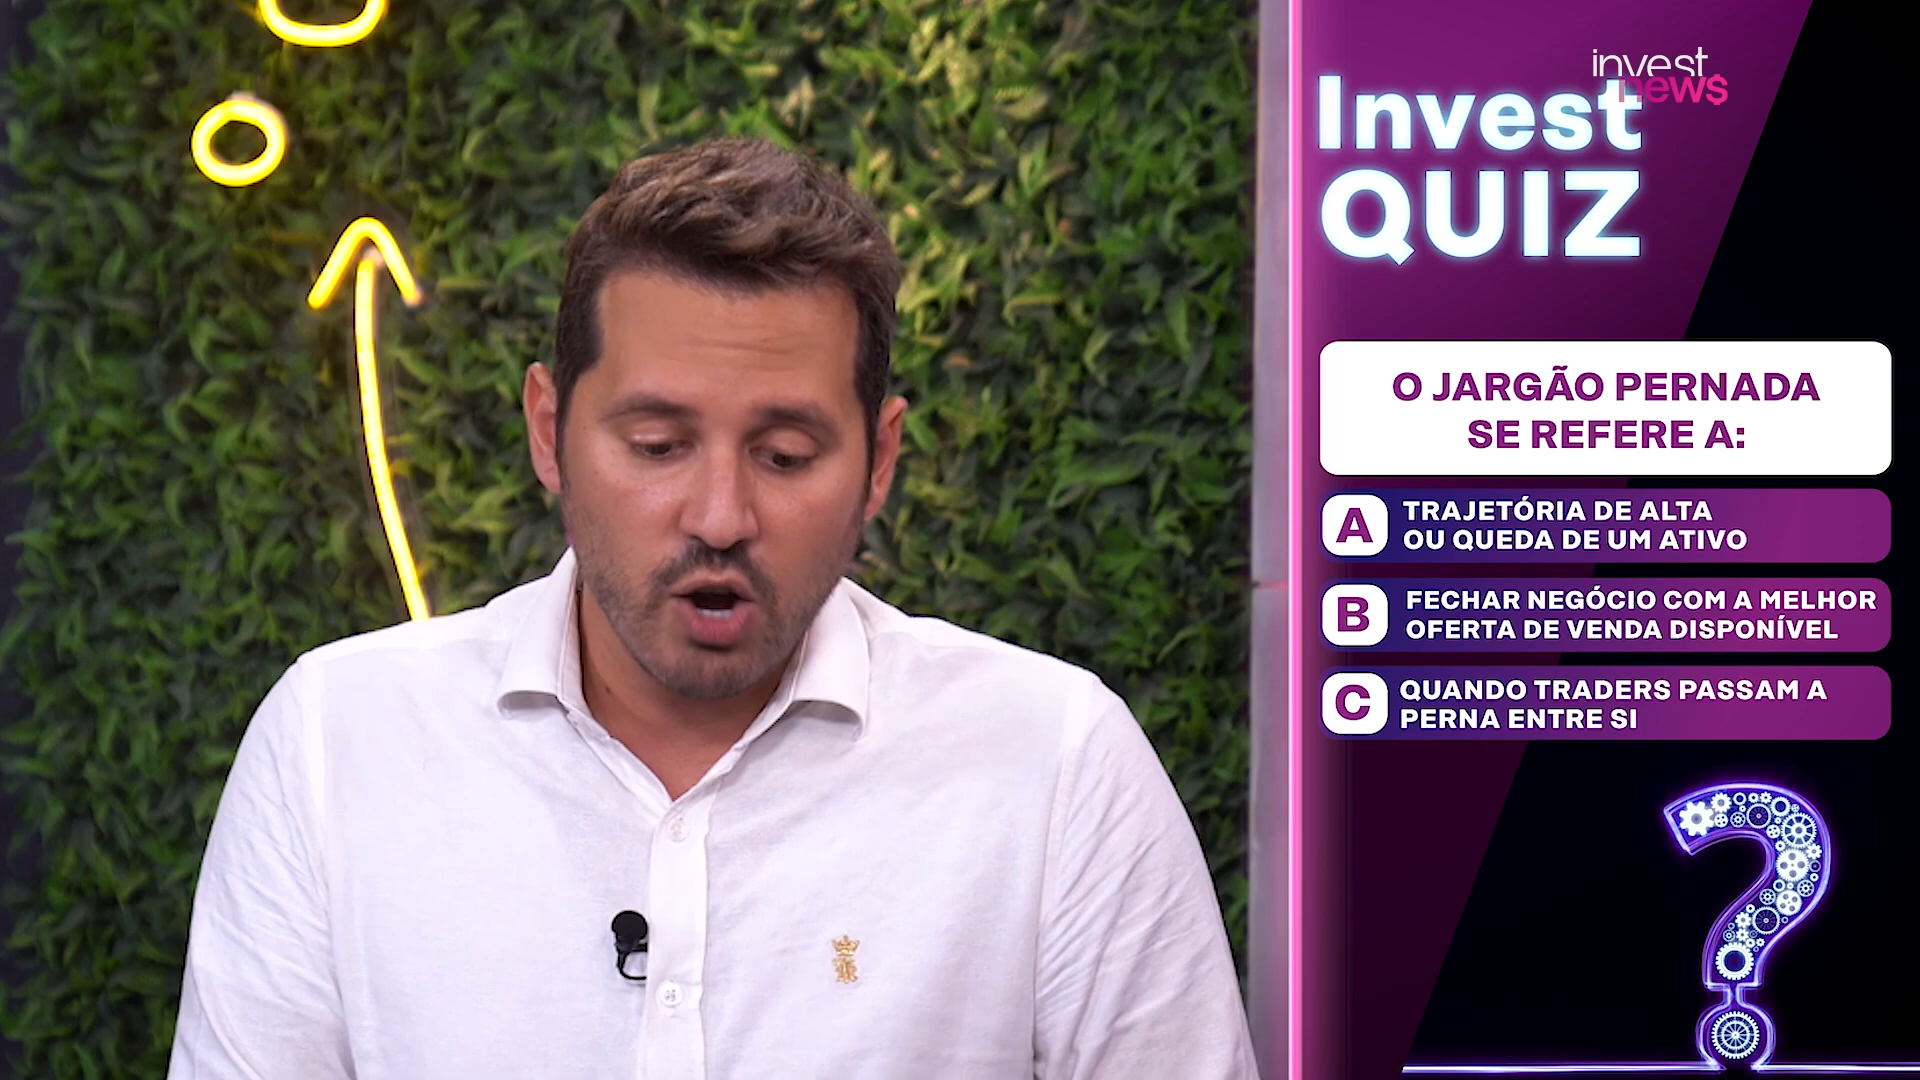 invest
new$
Invest
QUIZ
O JARGÃO PERNADA
SE REFERE A:
A
TRAJETÓRIA DE ALTA
OU QUEDA DE UM ATIVO
B
FECHAR NEGÓCIO COM A MELHOR
OFERTA DE VENDA DISPONÍVEL
C
QUANDO TRADERS PASSAM A
PERNA ENTRE SI
?